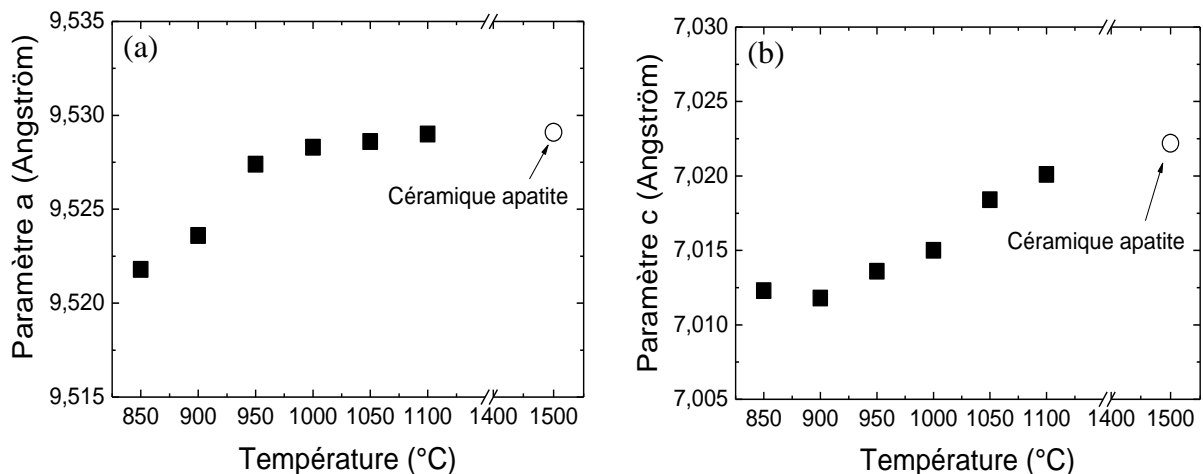 (a)
Paramètre a (Angström)
9,535
9,530
9,525
9,520
9,515
Céramique apatite
850 900 950 1000 1050 1100 1400 1500
Température (°C)
(b)
Paramètre c (Angström)
7,030
7,025
7,020
7,015
7,010
7,005
Céramique apatite
850 900 950 1000 1050 1100 1400 1500
Température (°C)